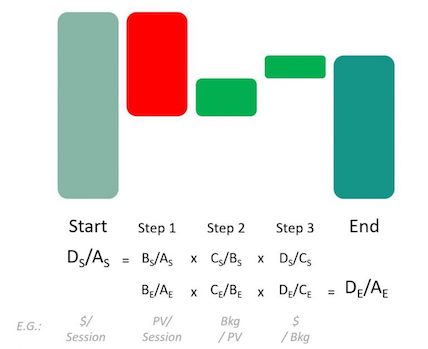 Start Step 1 Step 2 Step 3 End
D_S/A_S = B_S/A_S x C_S/B_S x D_S/C_S
B_E/A_E x C_E/B_E x D_E/C_E = D_E/A_E
E.G.: $/ PV/ Bkg $
Session Session / PV / Bkg